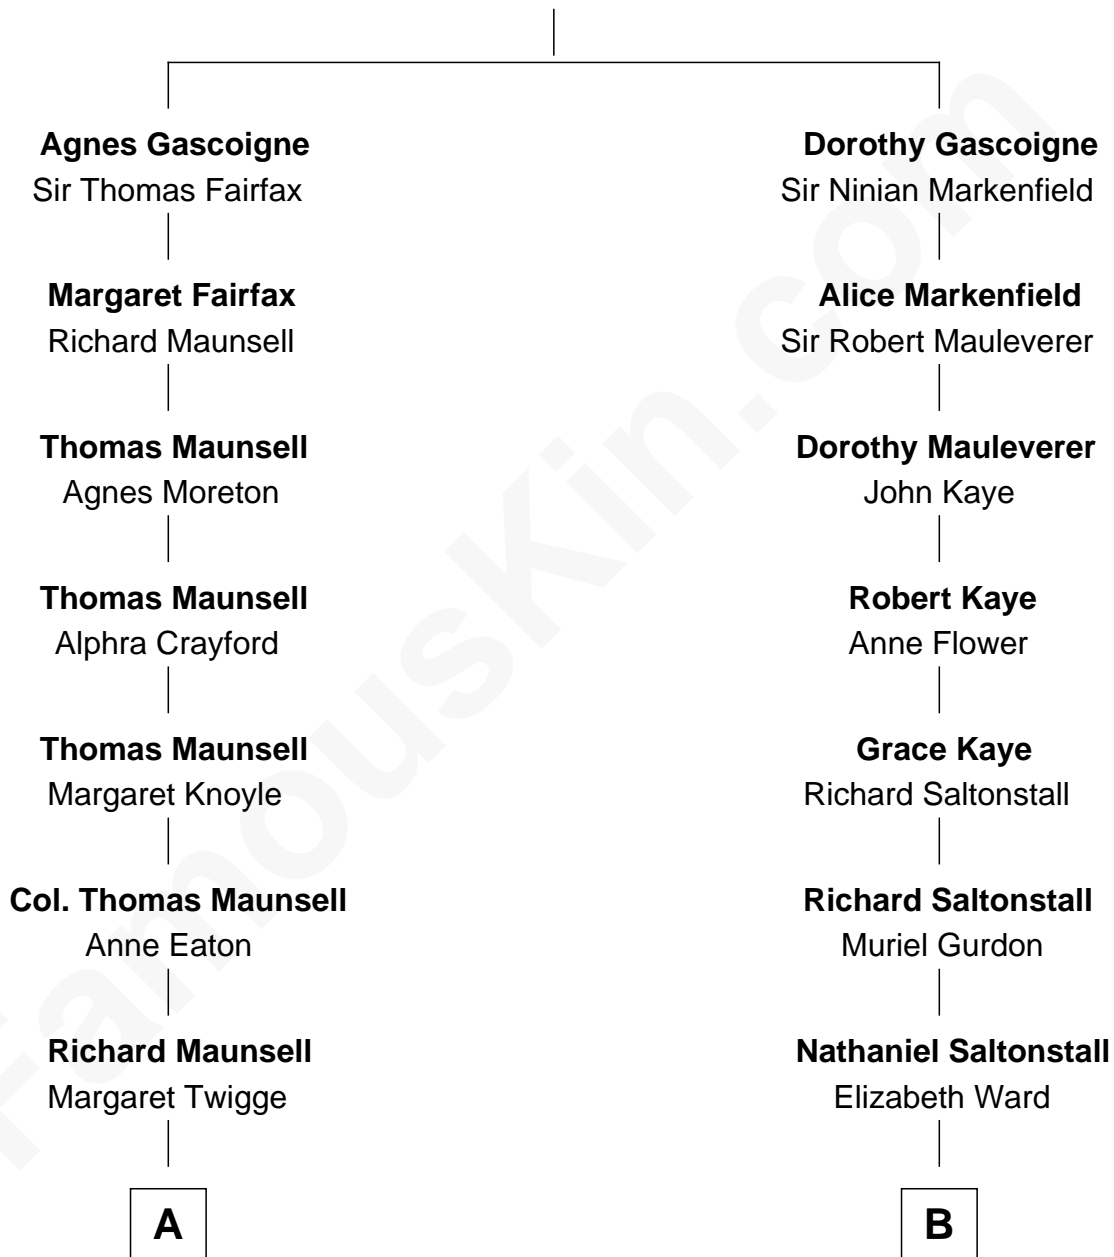 Agnes Gascoigne
Sir Thomas Fairfax
Margaret Fairfax
Richard Maunsell
Thomas Maunsell
Agnes Moreton
Thomas Maunsell
Alphra Crayford
Thomas Maunsell
Margaret Knoyle
Col. Thomas Maunsell
Anne Eaton
Richard Maunsell
Margaret Twigge
A
Dorothy Gascoigne
Sir Ninian Markenfield
Alice Markenfield
Sir Robert Mauleverer
Dorothy Mauleverer
John Kaye
Robert Kaye
Anne Flower
Grace Kaye
Richard Saltonstall
Richard Saltonstall
Muriel Gurdon
Nathaniel Saltonstall
Elizabeth Ward
B
FamousKin.com